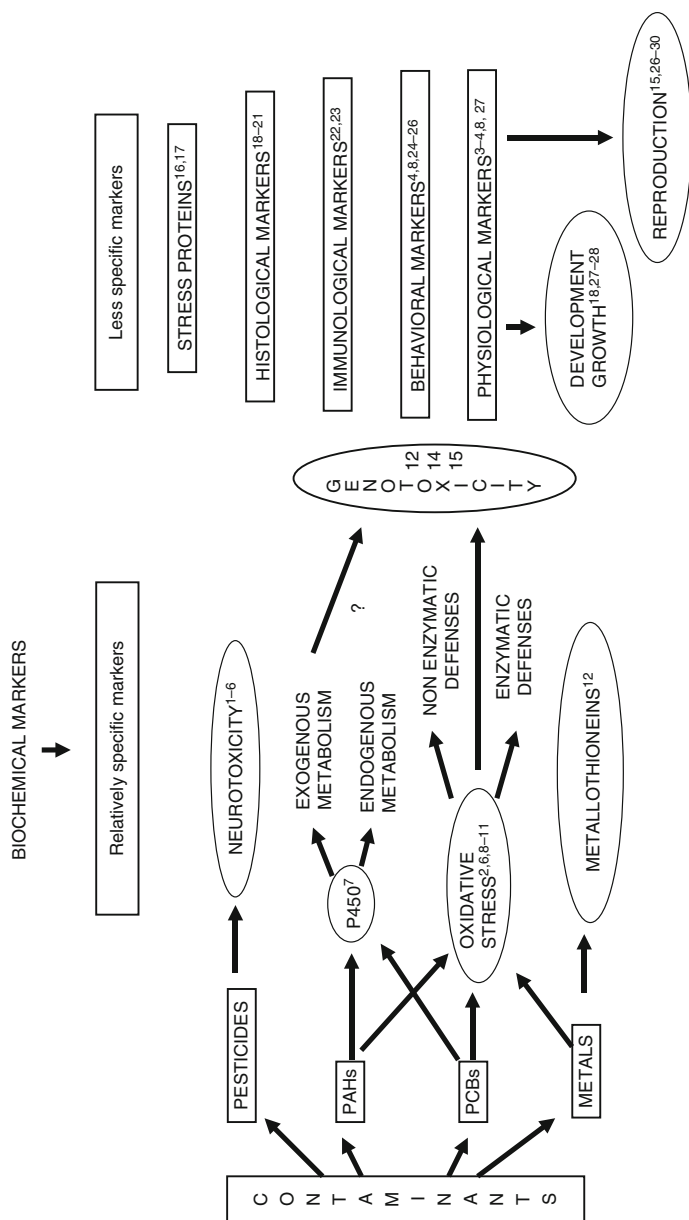 BIOCHEMICAL MARKERS
Relatively specific markers
Less specific markers
C
O
N
T
A
M
I
N
A
N
T
S
PESTICIDES
PAHs
PCBs
METALS
NEUROTOXICITY1–6
P4507
OXIDATIVE
STRESS2,6,8–11
METALLOTHIONEINS12
EXOGENOUS
METABOLISM
ENDOGENOUS
METABOLISM
?
NON ENZYMATIC
DEFENSES
ENZYMATIC
DEFENSES
G
E
N
O
T 12
O
X 14
I 15
C
I
T
Y
STRESS PROTEINS16,17
HISTOLOGICAL MARKERS18–21
IMMUNOLOGICAL MARKERS22,23
BEHAVIORAL MARKERS4,8,24–26
PHYSIOLOGICAL MARKERS3–4,8, 27
DEVELOPMENT
GROWTH18,27–28
REPRODUCTION15,26–30